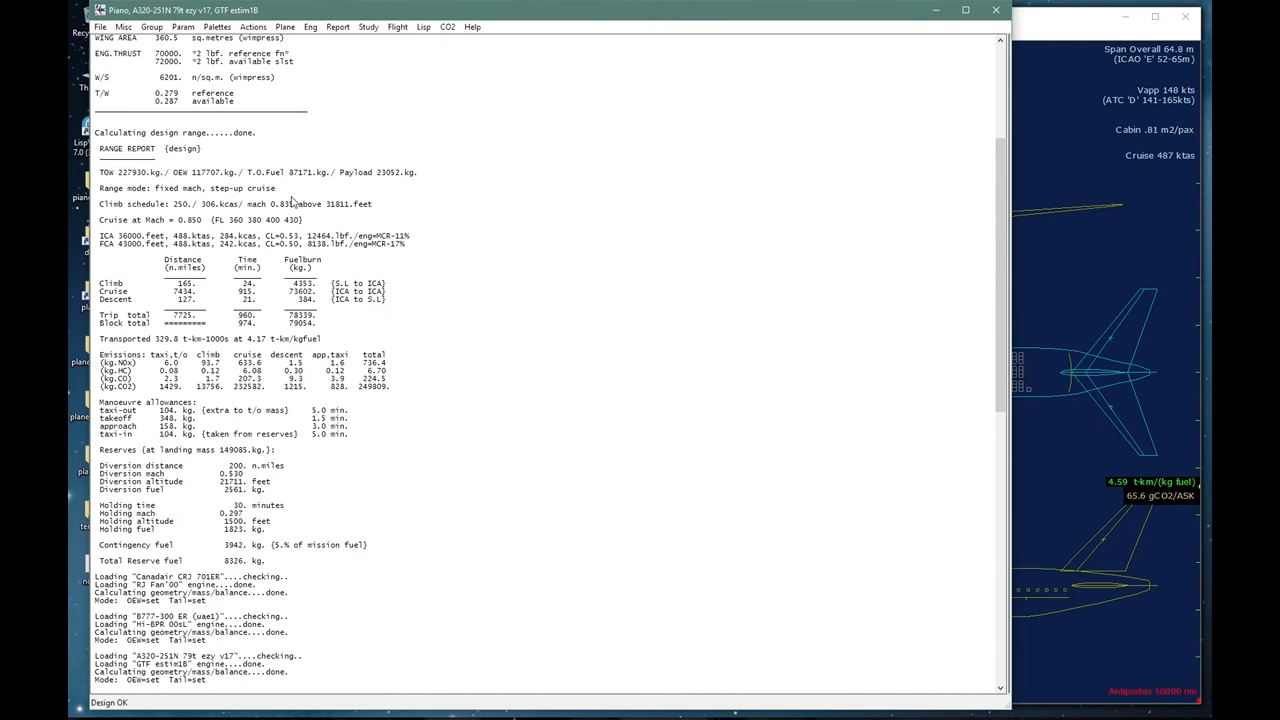 Piano, A320-251N 79t ezy v17, GTF estim1B
File Misc Group Param Palettes Actions Plane Eng Report Study Flight Lisp CO2 Help
WING AREA 360.5 sq.metres (wimpress)
ENG.THRUST 70000. *2 lbf. reference fn*
72000. *2 lbf. available slst
W/S 6201. n/sq.m. (wimpress)
T/W 0.279 reference
0.287 available
Calculating design range......done.
RANGE REPORT {design}
TOW 227930.kg./ OEW 117707.kg./ T.O.Fuel 87171.kg./ Payload 23052.kg.
Range mode: fixed mach, step-up cruise
Climb schedule: 250./ 306.kcas/ mach 0.835 above 31811.feet
Cruise at Mach = 0.850 {FL 360 380 400 430}
ICA 36000.feet, 488.ktas, 284.kcas, CL=0.53, 12464.lbf./eng=MCR-11%
FCA 43000.feet, 488.ktas, 242.kcas, CL=0.50, 8138.lbf./eng=MCR-17%
Distance Time Fuelburn
(n.miles) (min.) (kg.)
Climb 165. 24. 4353. {S.L to ICA}
Cruise 7434. 915. 73602. {ICA to ICA}
Descent 127. 21. 384. {ICA to S.L}
Trip total 7725. 960. 78339.
Block total ========= 974. 79054.
Transported 329.8 t-km-1000s at 4.17 t-km/kgfuel
Emissions: taxi,t/o climb cruise descent app,taxi total
(kg.NOx) 6.0 93.7 633.6 1.5 1.6 736.4
(kg.HC) 0.08 0.12 6.08 0.30 0.12 6.70
(kg.CO) 2.3 1.7 207.3 9.3 3.9 224.5
(kg.CO2) 1429. 13756. 232582. 1215. 828. 249809.
Manoeuvre allowances:
taxi-out 104. kg. {extra to t/o mass} 5.0 min.
takeoff 348. kg. 1.5 min.
approach 158. kg. 3.0 min.
taxi-in 104. kg. {taken from reserves} 5.0 min.
Reserves {at landing mass 149085.kg.}:
Diversion distance 200. n.miles
Diversion mach 0.530
Diversion altitude 21711. feet
Diversion fuel 2561. kg.
Holding time 30. minutes
Holding mach 0.297
Holding altitude 1500. feet
Holding fuel 1823. kg.
Contingency fuel 3942. kg. {5.% of mission fuel}
Total Reserve fuel 8326. kg.
Loading "Canadair CRJ 701ER"....checking..
Loading "RJ Fan'00" engine....done.
Calculating geometry/mass/balance....done.
Mode: OEW=set Tail=set
Loading "B777-300 ER (uae1)"....checking..
Loading "Hi-BPR 00sL" engine....done.
Calculating geometry/mass/balance....done.
Mode: OEW=set Tail=set
Loading "A320-251N 79t ezy v17"....checking..
Loading "GTF estim1B" engine....done.
Calculating geometry/mass/balance....done.
Mode: OEW=set Tail=set
Design OK
Span Overall 64.8 m
(ICAO 'E' 52-65m)
Vapp 148 kts
(ATC 'D' 141-165kts)
Cabin .81 m2/pax
Cruise 487 ktas
4.59 t-km/(kg fuel)
65.6 gCO2/ASK
Antipodes 10800 nm